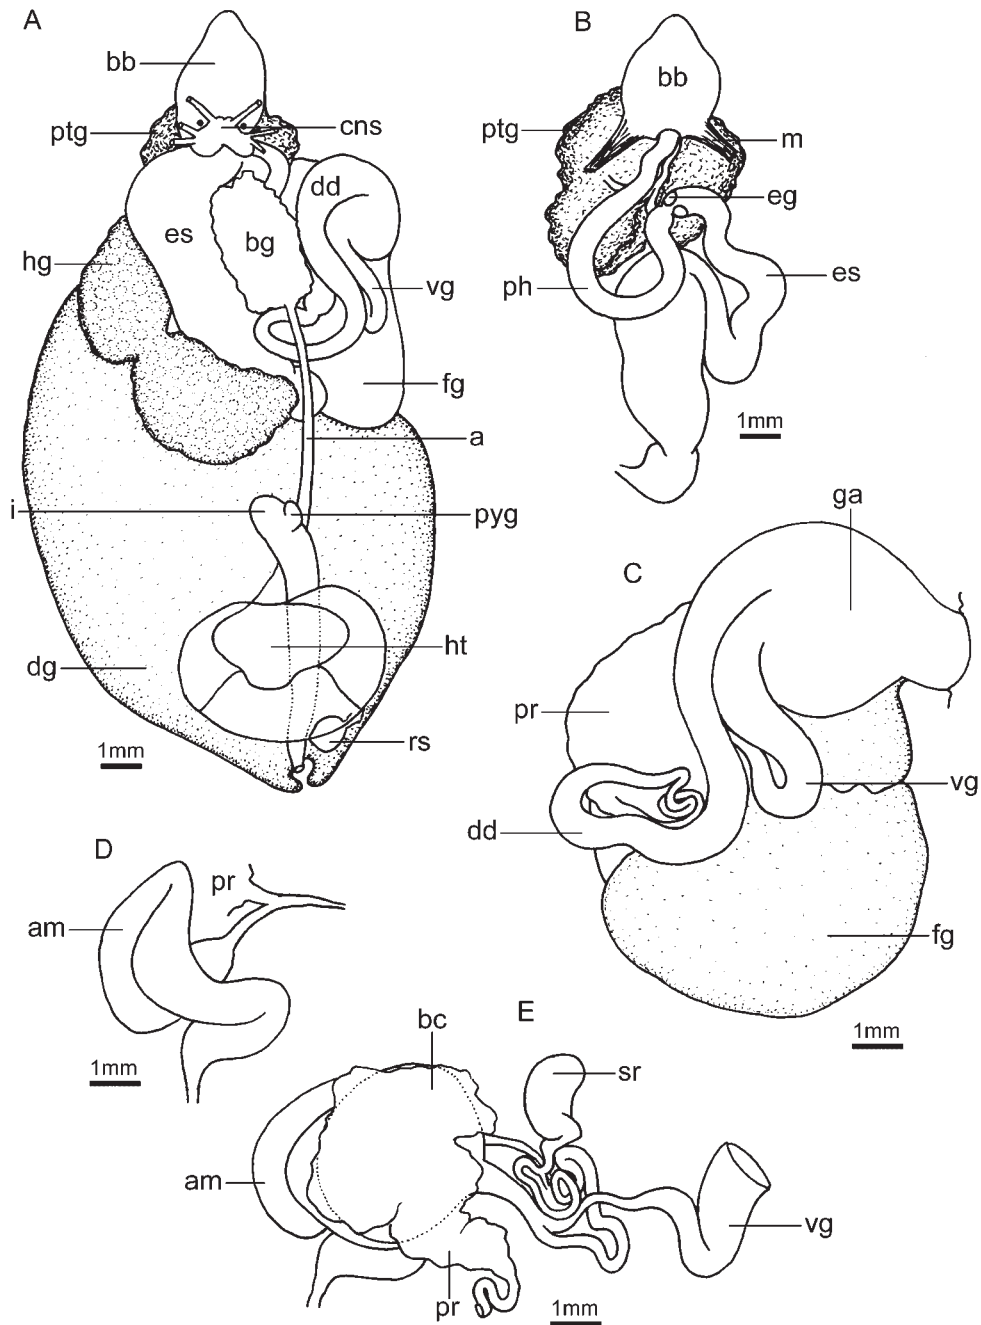 A
bb
ptg
cns
dd
es
bg
hg
vg
fg
a
i
pyg
ht
dg
rs
1mm
B
bb
ptg
m
eg
es
ph
1mm
C
ga
pr
vg
dd
fg
1mm
D
pr
am
1mm
E
bc
sr
am
vg
pr
1mm